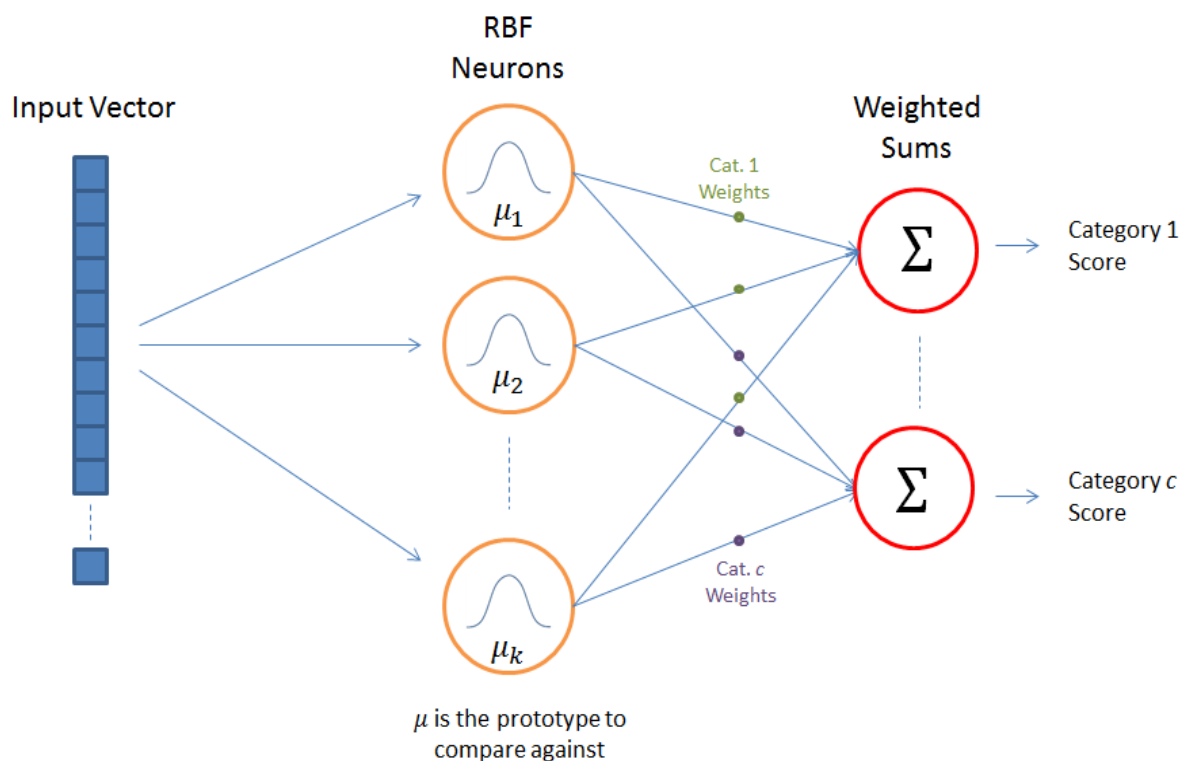 RBF
Neurons
Input Vector
Weighted
Sums
Cat. 1
Weights
μ1
Σ
Category 1
Score
μ2
Σ
Category c
Score
Cat. c
Weights
μk
μ is the prototype to
compare against